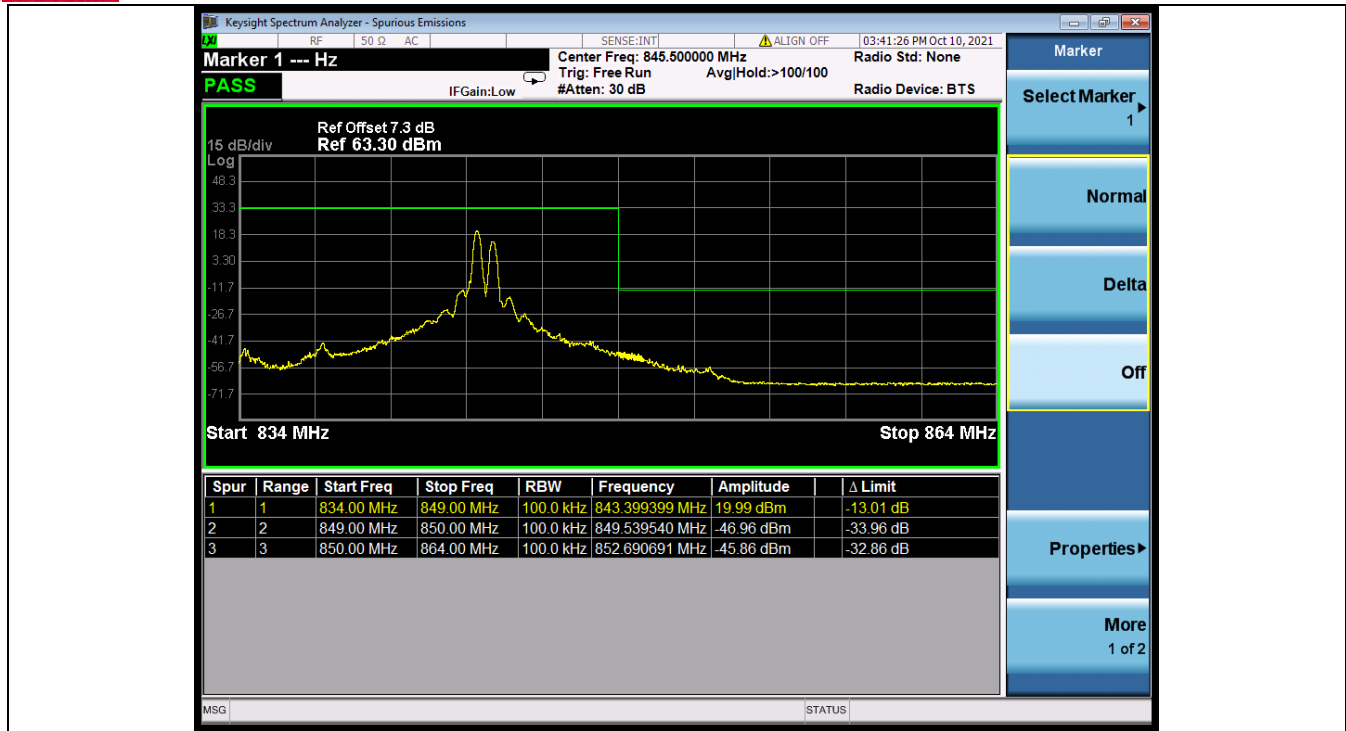 Keysight Spectrum Analyzer - Spurious Emissions
LXI RF 50 Ω AC SENSE:INT ALIGN OFF 03:41:26 PM Oct 10, 2021
Marker 1 --- Hz
Center Freq: 845.500000 MHz Radio Std: None
Trig: Free Run Avg|Hold:>100/100
PASS IFGain:Low #Atten: 30 dB Radio Device: BTS
Ref Offset 7.3 dB
15 dB/div Ref 63.30 dBm
Log
48.3
33.3
18.3
3.30
-11.7
-26.7
-41.7
-56.7
-71.7
Start 834 MHz Stop 864 MHz
Spur Range Start Freq Stop Freq RBW Frequency Amplitude Δ Limit
1 1 834.00 MHz 849.00 MHz 100.0 kHz 843.399399 MHz 19.99 dBm -13.01 dB
2 2 849.00 MHz 850.00 MHz 100.0 kHz 849.539540 MHz -46.96 dBm -33.96 dB
3 3 850.00 MHz 864.00 MHz 100.0 kHz 852.690691 MHz -45.86 dBm -32.86 dB
MSG STATUS
Marker
Select Marker
1
Normal
Delta
Off
Properties
More
1 of 2